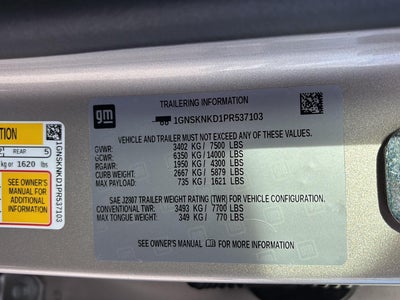 TRAILERING INFORMATION
gm
1GNSKNKD1PR537103
VEHICLE AND TRAILER MUST NOT EXCEED ANY OF THESE VALUES.
GVWR: 3402 KG / 7500 LBS
GCWR: 6350 KG / 14000 LBS
RGAWR: 1950 KG / 4300 LBS
CURB WEIGHT: 2667 KG / 5879 LBS
MAX PAYLOAD: 735 KG / 1621 LBS
SAE J2807 TRAILER WEIGHT RATING (TWR) FOR VEHICLE CONFIGURATION.
CONVENTIONAL TWR: 3493 KG / 7700 LBS
MAX TONGUE WEIGHT: 349 KG / 770 LBS
SEE OWNER'S MANUAL FOR MORE INFORMATION.
ATION
REAR 5
kg or 1620 lbs
SEE OWNER'S
MANUAL FOR
ADDITIONAL
INFORMATION
1GNSKNKD1PR537103